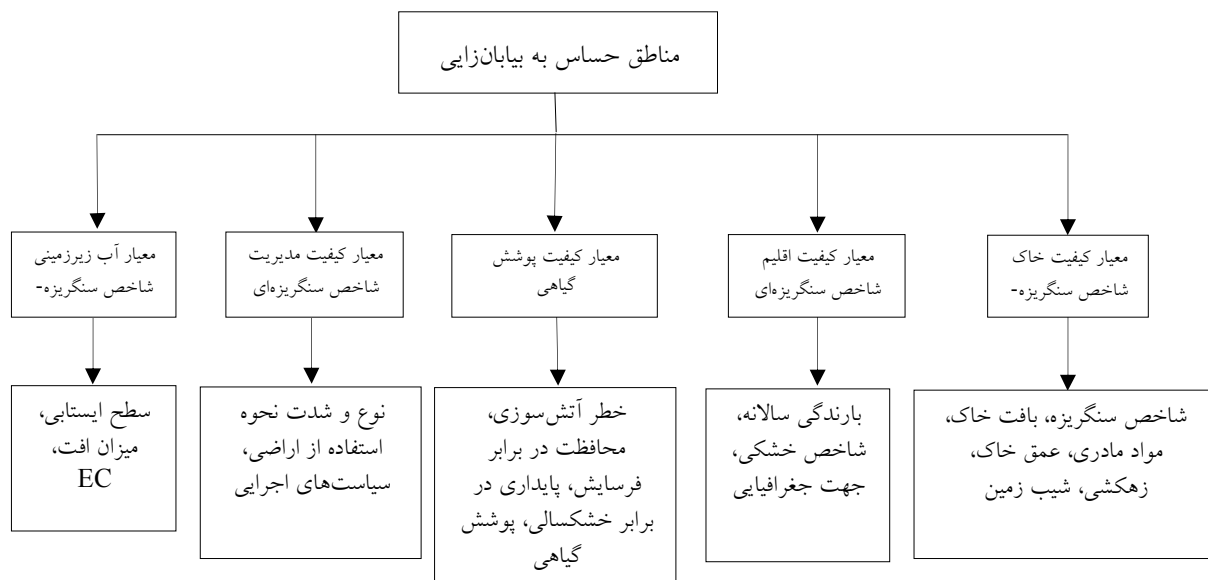 مناطق حساس به بیابان‌زایی
معیار کیفیت خاک
شاخص سنگریزه-
معیار کیفیت اقلیم
شاخص سنگریزه‌ای
معیار کیفیت پوشش
گیاهی
معیار کیفیت مدیریت
شاخص سنگریزه‌ای
معیار آب زیرزمینی
شاخص سنگریزه-
شاخص سنگریزه، بافت خاک،
مواد مادری، عمق خاک،
زهکشی، شیب زمین
بارندگی سالانه،
شاخص خشکی،
جهت جغرافیایی
خطر آتش‌سوزی،
محافظت در برابر
فرسایش، پایداری در
برابر خشکسالی، پوشش
گیاهی
نوع و شدت نحوه
استفاده از اراضی،
سیاست‌های اجرایی
سطح ایستابی،
میزان افت،
EC